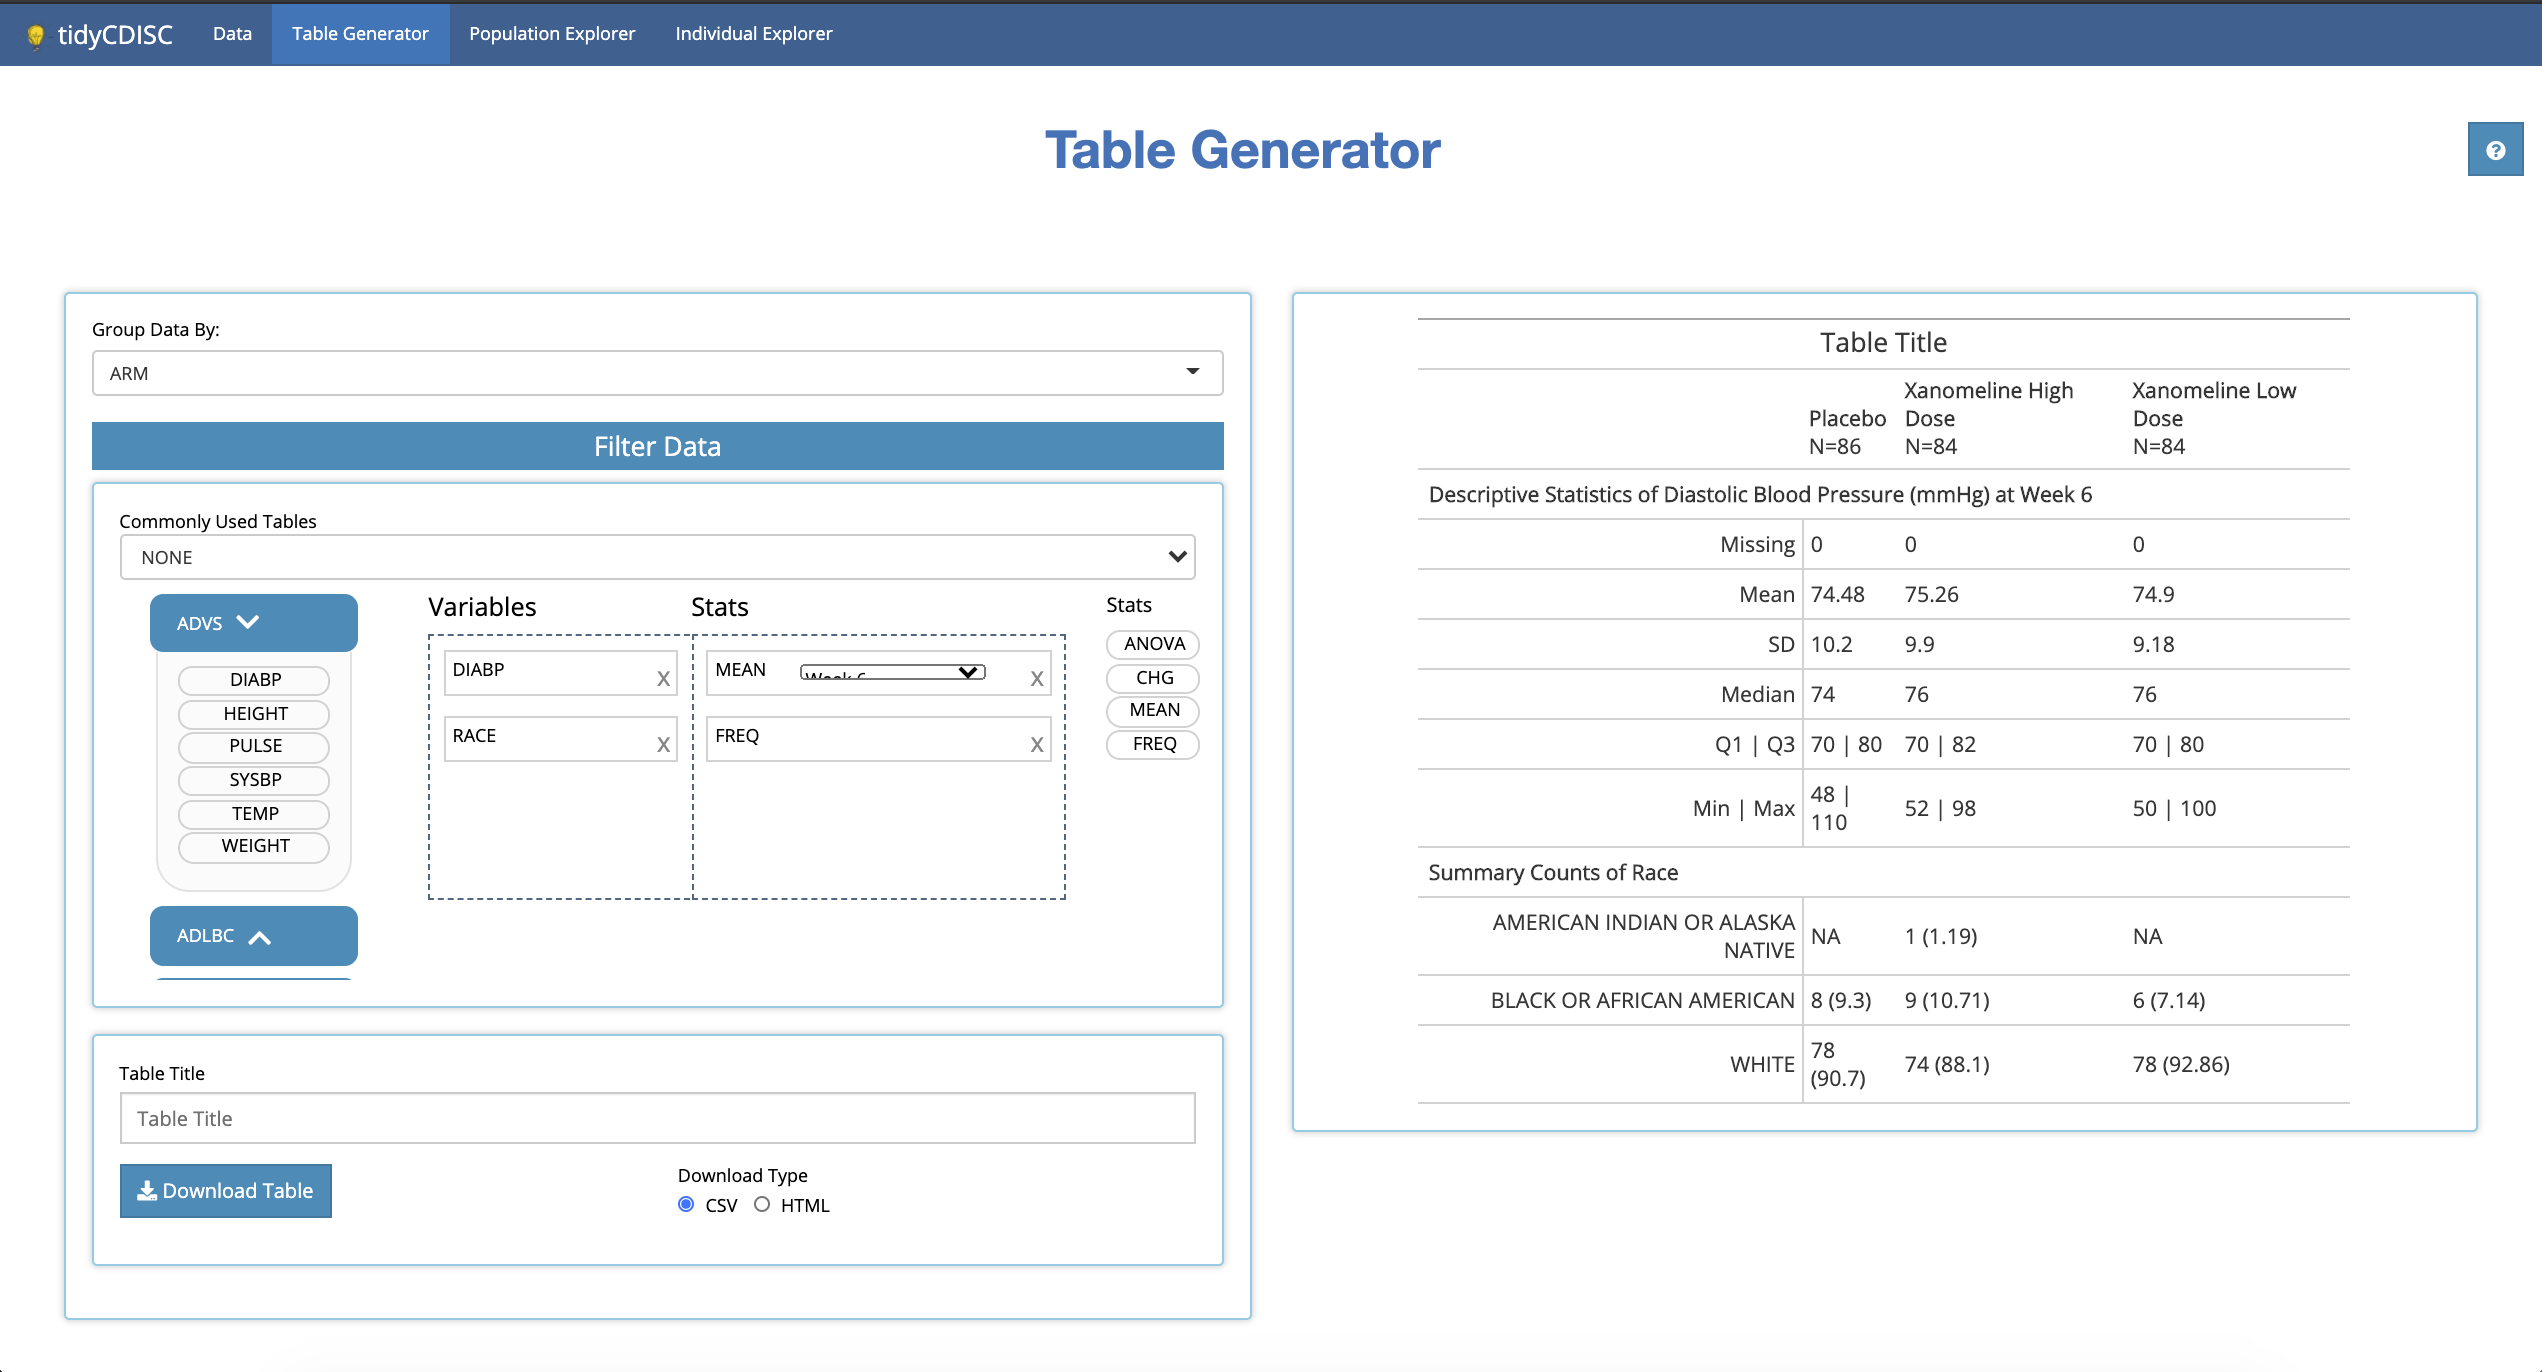 tidyCDISC Data Table Generator Population Explorer Individual Explorer
Table Generator
Group Data By:
ARM
Filter Data
Commonly Used Tables
NONE
ADVS
DIABP
HEIGHT
PULSE
SYSBP
TEMP
WEIGHT
ADLBC
Variables Stats
DIABP x MEAN Week 6 x
RACE x FREQ x
Stats
ANOVA
CHG
MEAN
FREQ
Table Title
Table Title
Download Table
Download Type
CSV HTML
Table Title
Placebo
N=86
Xanomeline High
Dose
N=84
Xanomeline Low
Dose
N=84
Descriptive Statistics of Diastolic Blood Pressure (mmHg) at Week 6
Missing 0 0 0
Mean 74.48 75.26 74.9
SD 10.2 9.9 9.18
Median 74 76 76
Q1 | Q3 70 | 80 70 | 82 70 | 80
Min | Max 48 | 110 52 | 98 50 | 100
Summary Counts of Race
AMERICAN INDIAN OR ALASKA
NATIVE NA 1 (1.19) NA
BLACK OR AFRICAN AMERICAN 8 (9.3) 9 (10.71) 6 (7.14)
WHITE 78 (90.7) 74 (88.1) 78 (92.86)